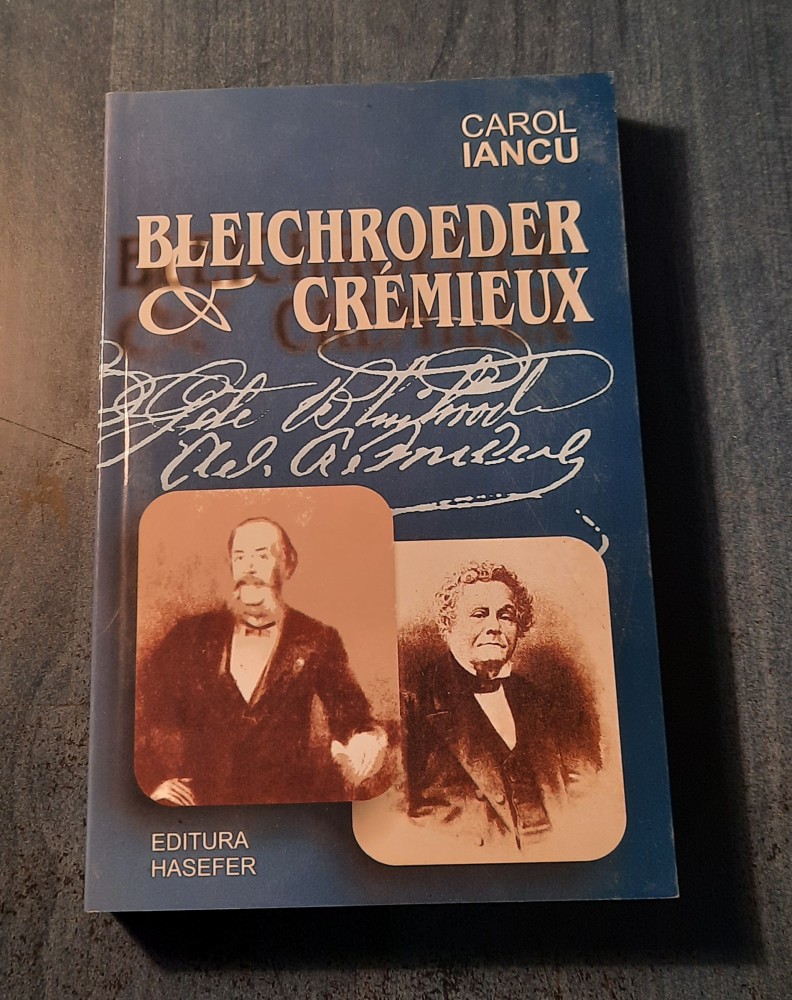 CAROL
IANCU
BLEICHROEDER
& CRÉMIEUX
EDITURA
HASEFER